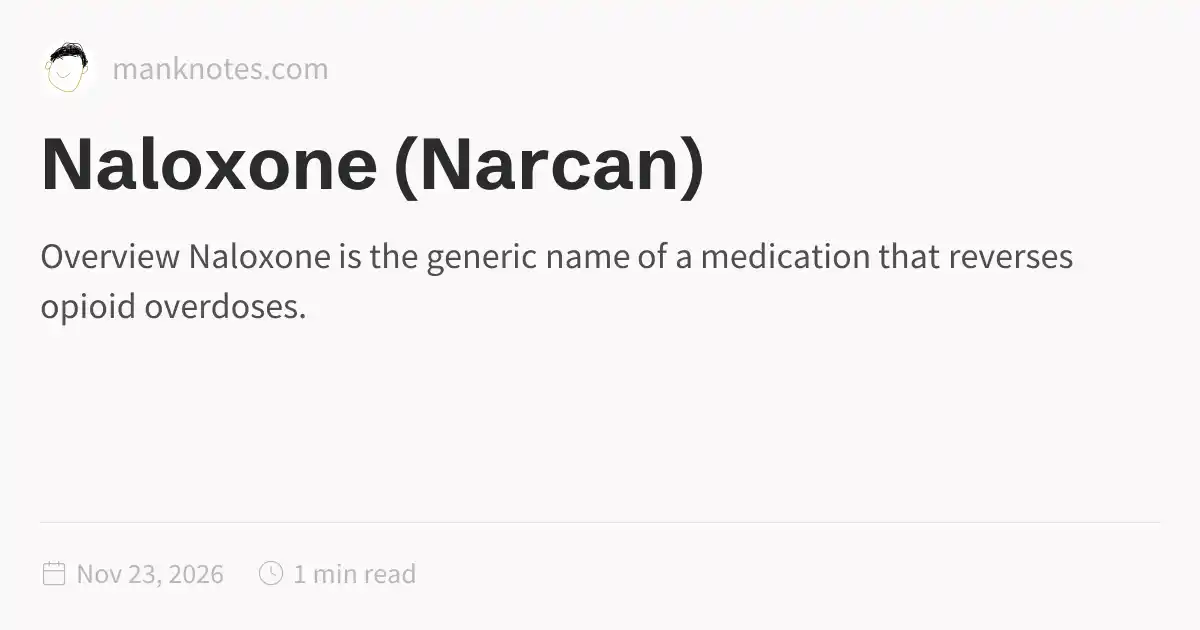 manknotes.com
Naloxone (Narcan)
Overview Naloxone is the generic name of a medication that reverses
opioid overdoses.
Nov 23, 2026 1 min read